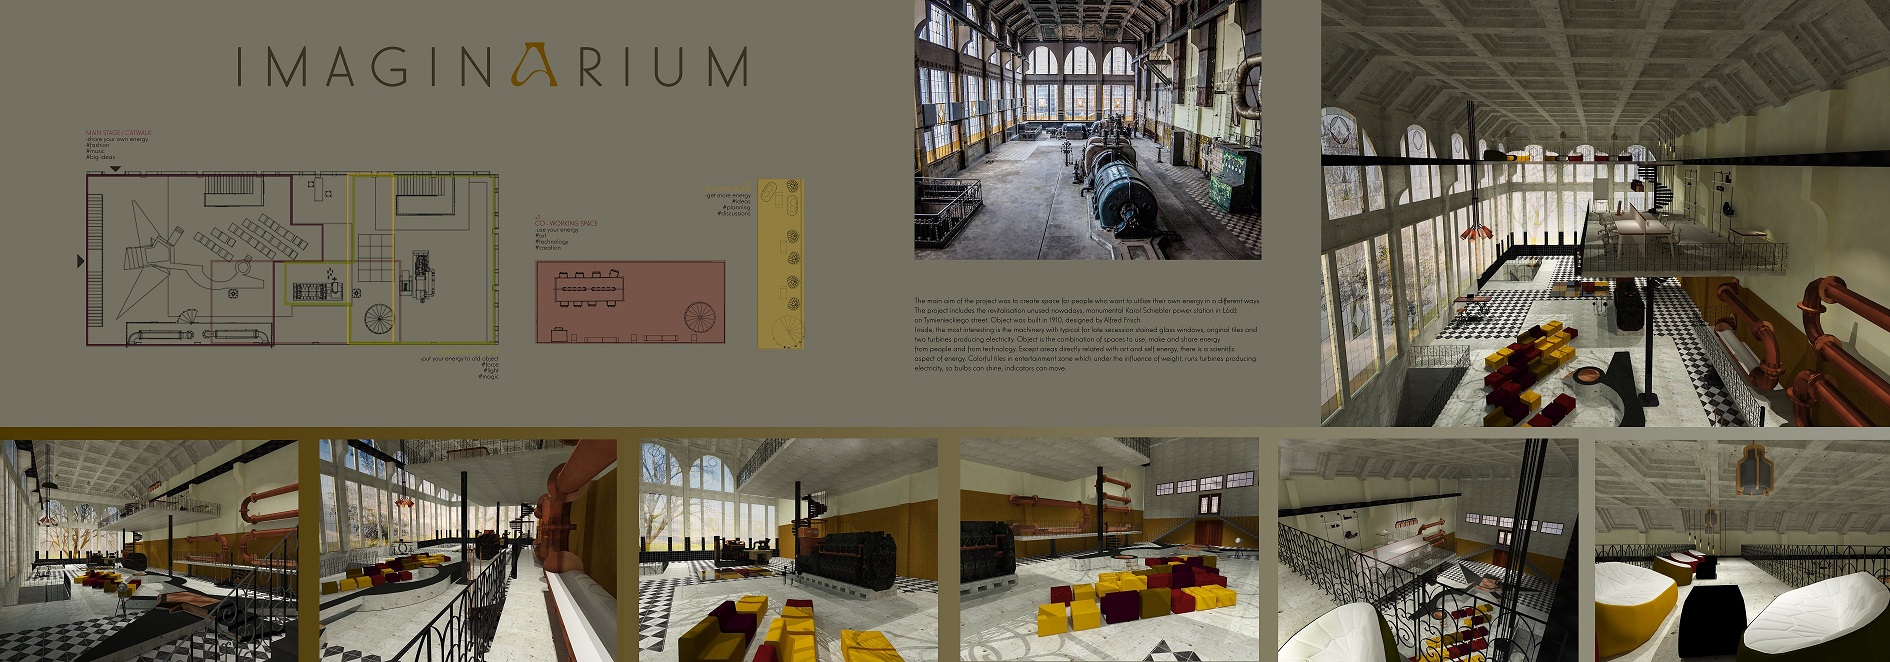 IMAGINARIUM
MAIN STAGE / CATWALK
-share your own energy
#fashion
#music
#big ideas
-put your energy to old object
#force
#light
#magic
+1
CO-WORKING SPACE
-use your energy
#art
#technology
#creation
-get more energy
#ideas
#planning
#discussions
The main aim of the project was to create space for people who want to utilize their own energy in a different ways.
The project includes the revitalisation unused nowadays, monumental Karol Schiebler power station in Łódź
on Tymienieckiego street. Object was built in 1910, designed by Alfred Frisch.
Inside, the most interesting is the machinery with typical for late secession stained glass windows, original tiles and
two turbines producing electricity. Object is the combination of spaces to use, make and share energy
from people and from technology. Except areas directly related with art and self energy, there is a scientific
aspect of energy. Colorful tiles in entertainment zone which under the influence of weight, runs turbines producing
electricity, so bulbs can shine, indicators can move.